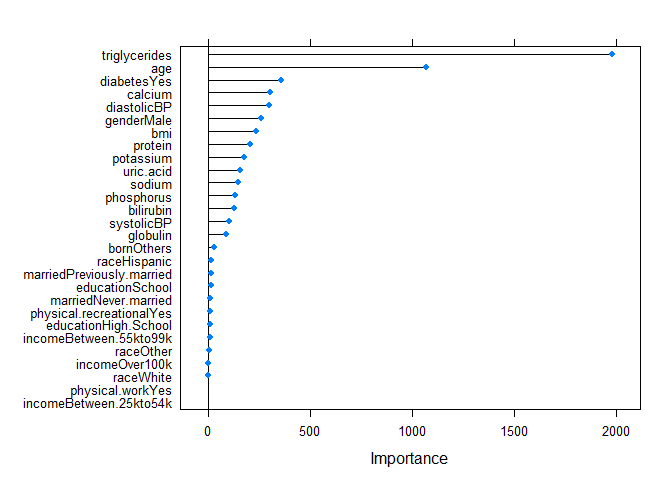 triglycerides
age
diabetesYes
calcium
diastolicBP
genderMale
bmi
protein
potassium
uric.acid
sodium
phosphorus
bilirubin
systolicBP
globulin
bornOthers
raceHispanic
marriedPreviously.married
educationSchool
marriedNever.married
physical.recreationalYes
educationHigh.School
incomeBetween.55kto99k
raceOther
incomeOver100k
raceWhite
physical.workYes
incomeBetween.25kto54k
0 500 1000 1500 2000
Importance